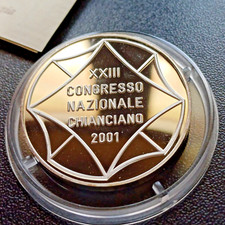 XXIII
CONGRESSO
NAZIONALE
CHIANCIANO
2001